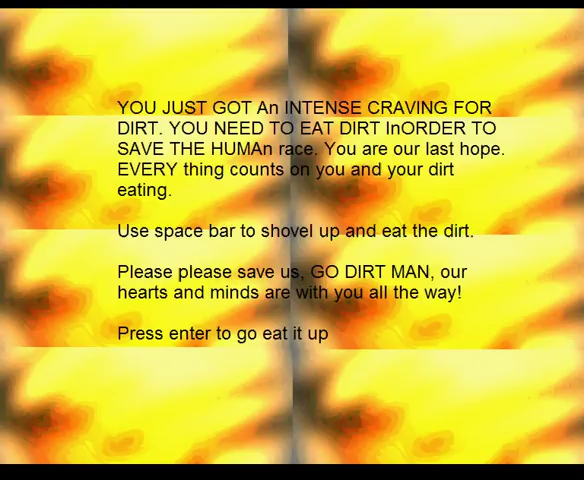 YOU JUST GOT An INTENSE CRAVING FOR
DIRT. YOU NEED TO EAT DIRT InORDER TO
SAVE THE HUMAn race. You are our last hope.
EVERY thing counts on you and your dirt
eating.
Use space bar to shovel up and eat the dirt.
Please please save us, GO DIRT MAN, our
hearts and minds are with you all the way!
Press enter to go eat it up